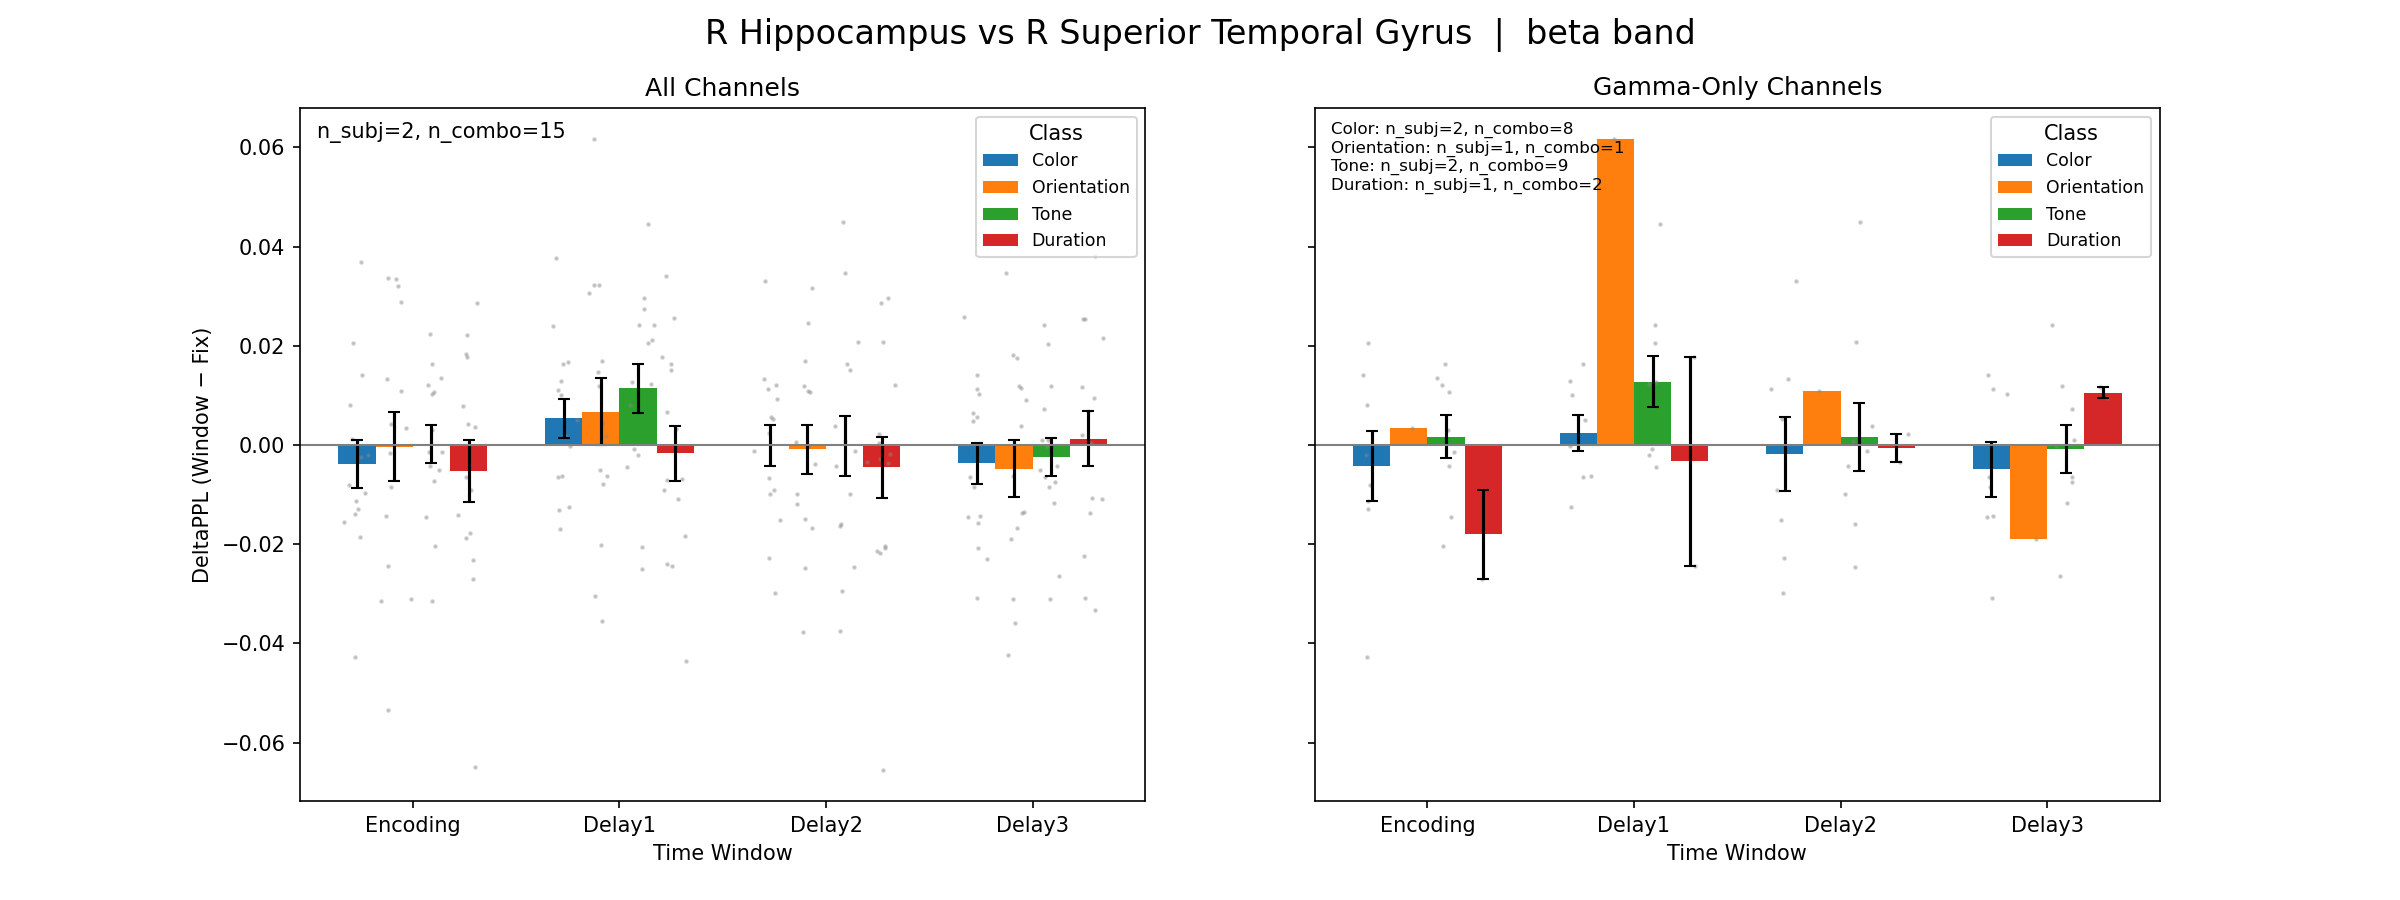 R Hippocampus vs R Superior Temporal Gyrus | beta band
All Channels
n_subj=2, n_combo=15
Class
Color
Orientation
Tone
Duration
0.06
0.04
0.02
0.00
−0.02
−0.04
−0.06
DeltaPPL (Window − Fix)
Encoding
Delay1
Delay2
Delay3
Time Window
Gamma-Only Channels
Color: n_subj=2, n_combo=8
Orientation: n_subj=1, n_combo=1
Tone: n_subj=2, n_combo=9
Duration: n_subj=1, n_combo=2
Class
Color
Orientation
Tone
Duration
Encoding
Delay1
Delay2
Delay3
Time Window